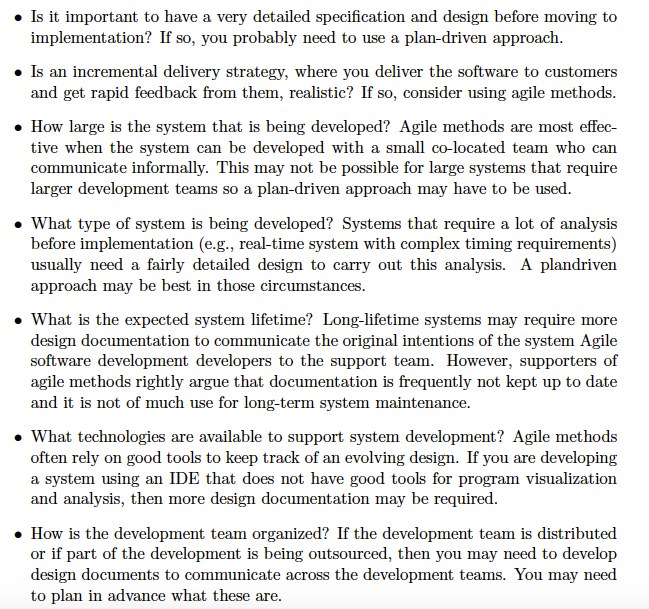 • Is it important to have a very detailed specification and design before moving to
implementation? If so, you probably need to use a plan-driven approach.
• Is an incremental delivery strategy, where you deliver the software to customers
and get rapid feedback from them, realistic? If so, consider using agile methods.
• How large is the system that is being developed? Agile methods are most effec-
tive when the system can be developed with a small co-located team who can
communicate informally. This may not be possible for large systems that require
larger development teams so a plan-driven approach may have to be used.
• What type of system is being developed? Systems that require a lot of analysis
before implementation (e.g., real-time system with complex timing requirements)
usually need a fairly detailed design to carry out this analysis. A plandriven
approach may be best in those circumstances.
• What is the expected system lifetime? Long-lifetime systems may require more
design documentation to communicate the original intentions of the system Agile
software development developers to the support team. However, supporters of
agile methods rightly argue that documentation is frequently not kept up to date
and it is not of much use for long-term system maintenance.
• What technologies are available to support system development? Agile methods
often rely on good tools to keep track of an evolving design. If you are developing
a system using an IDE that does not have good tools for program visualization
and analysis, then more design documentation may be required.
• How is the development team organized? If the development team is distributed
or if part of the development is being outsourced, then you may need to develop
design documents to communicate across the development teams. You may need
to plan in advance what these are.